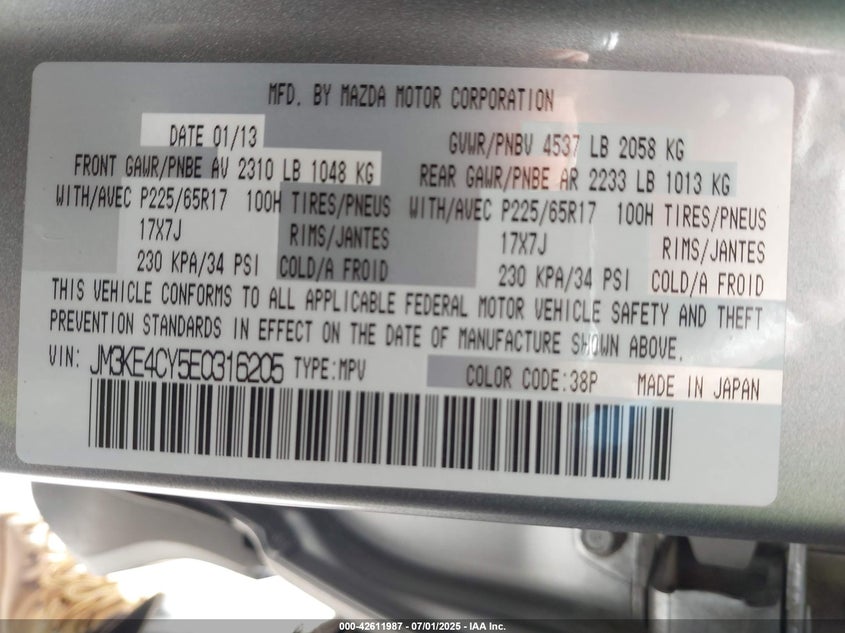 MFD. BY MAZDA MOTOR CORPORATION
DATE 01/13 GVWR/PNBV 4537 LB 2058 KG
FRONT GAWR/PNBE AV 2310 LB 1048 KG REAR GAWR/PNBE AR 2233 LB 1013 KG
WITH/AVEC P225/65R17 100H TIRES/PNEUS WITH/AVEC P225/65R17 100H TIRES/PNEUS
17X7J RIMS/JANTES 17X7J RIMS/JANTES
230 KPA/34 PSI COLD/A FROID 230 KPA/34 PSI COLD/A FROID
THIS VEHICLE CONFORMS TO ALL APPLICABLE FEDERAL MOTOR VEHICLE SAFETY AND THEFT
PREVENTION STANDARDS IN EFFECT ON THE DATE OF MANUFACTURE SHOWN ABOVE.
VIN: JM3KE4CY5E0316205 TYPE:MPV COLOR CODE:38P MADE IN JAPAN
000-42611987 - 07/01/2025 - IAA Inc.